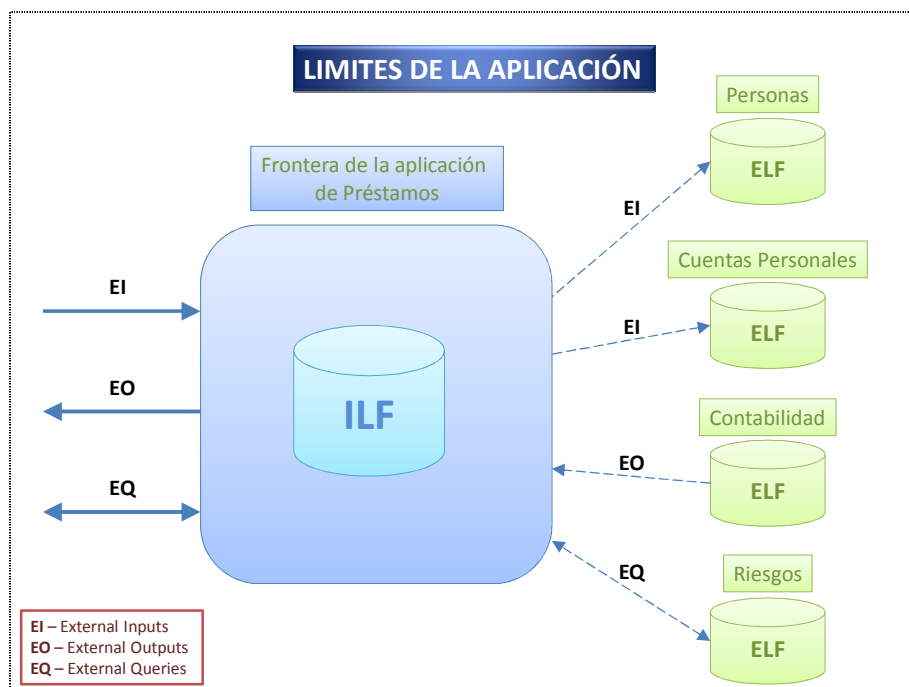 LIMITES DE LA APLICACIÓN
Frontera de la aplicación
de Préstamos
EI
EO
EQ
ILF
EI
EI
EO
EQ
Personas
ELF
Cuentas Personales
ELF
Contabilidad
ELF
Riesgos
ELF
EI – External Inputs
EO – External Outputs
EQ – External Queries